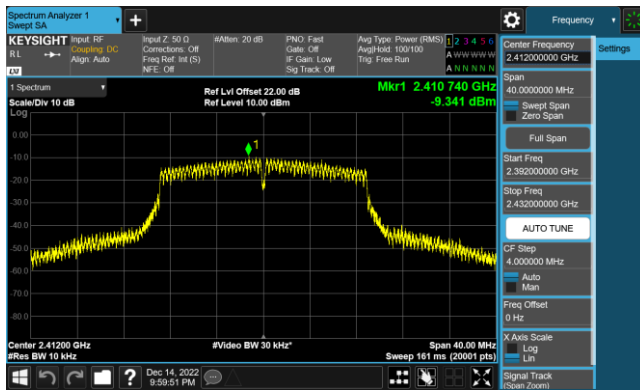 Spectrum Analyzer 1
Swept SA
Frequency
KEYSIGHT
Input: RF
Coupling: DC
Align: Auto
Input Z: 50 Ω
Corrections: Off
Freq Ref: Int (S)
NFE: Off
#Atten: 20 dB
PNO: Fast
Gate: Off
IF Gain: Low
Sig Track: Off
Avg Type: Power (RMS)
Avg|Hold: 100/100
Trig: Free Run
1 2 3 4 5 6
A W W W W W
A N N N N N
R L
LXI
Center Frequency
2.412000000 GHz
Settings
1 Spectrum
Scale/Div 10 dB
Log
Ref Lvl Offset 22.00 dB
Ref Level 10.00 dBm
Mkr1 2.410 740 GHz
-9.341 dBm
Span
40.0000000 MHz
Swept Span
Zero Span
Full Span
Start Freq
2.392000000 GHz
Stop Freq
2.432000000 GHz
AUTO TUNE
CF Step
4.000000 MHz
Auto
Man
Freq Offset
0 Hz
X Axis Scale
Log
Lin
Signal Track
(Span Zoom)
0.00
-10.0
-20.0
-30.0
-40.0
-50.0
-60.0
-70.0
-80.0
1
Center 2.41200 GHz
#Res BW 10 kHz
#Video BW 30 kHz*
Span 40.00 MHz
Sweep 161 ms (20001 pts)
?
Dec 14, 2022
9:59:51 PM